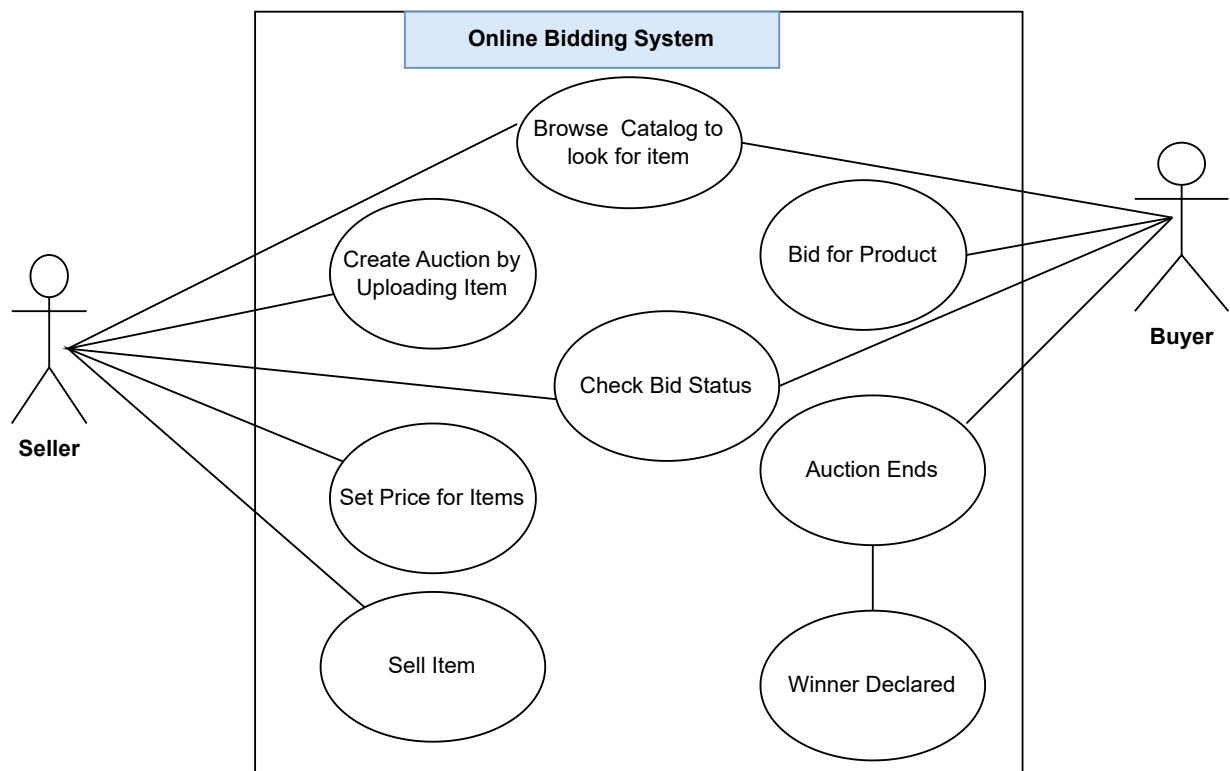 Online Bidding System
Browse  Catalog to
look for item
Create Auction by
Uploading Item
Bid for Product
Buyer
Check Bid Status
Seller
Auction Ends
Set Price for Items
Sell Item
Winner Declared